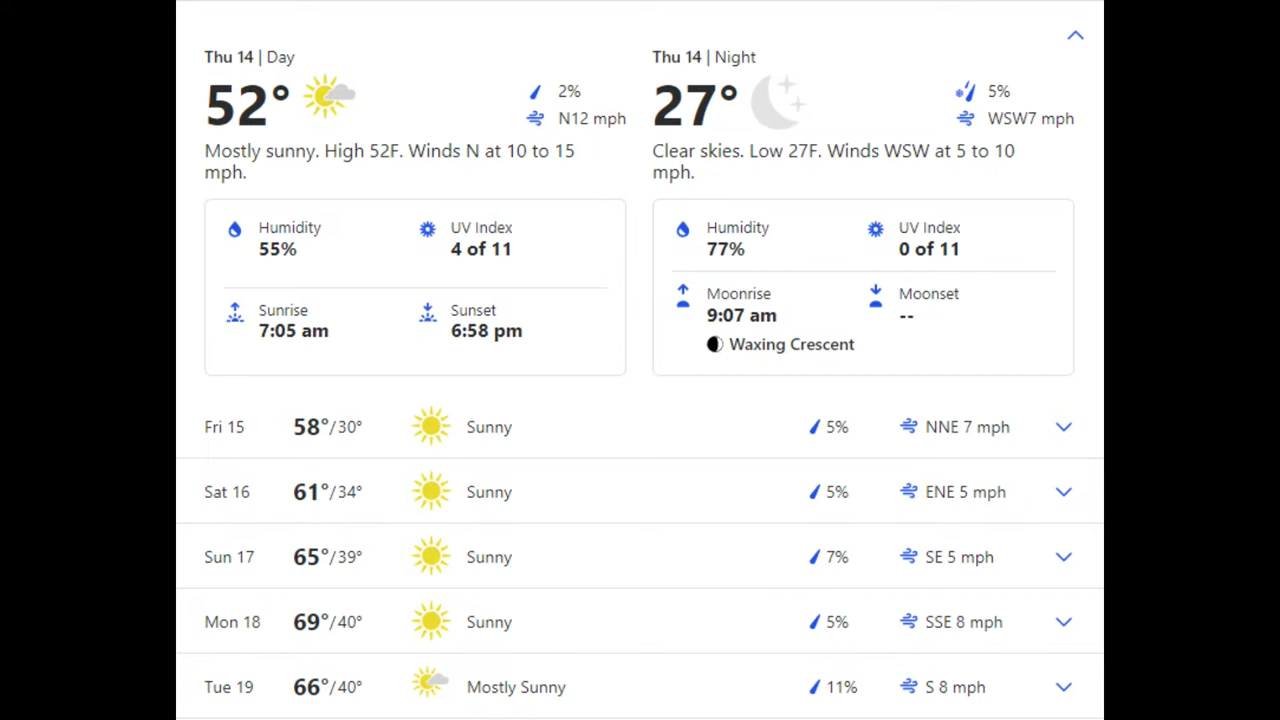 Thu 14 | Day
52°
2%
N12 mph
Mostly sunny. High 52F. Winds N at 10 to 15
mph.
Humidity
55%
UV Index
4 of 11
Sunrise
7:05 am
Sunset
6:58 pm
Thu 14 | Night
27°
5%
WSW7 mph
Clear skies. Low 27F. Winds WSW at 5 to 10
mph.
Humidity
77%
UV Index
0 of 11
Moonrise
9:07 am
Waxing Crescent
Moonset
--
Fri 15 58°/30° Sunny 5% NNE 7 mph
Sat 16 61°/34° Sunny 5% ENE 5 mph
Sun 17 65°/39° Sunny 7% SE 5 mph
Mon 18 69°/40° Sunny 5% SSE 8 mph
Tue 19 66°/40° Mostly Sunny 11% S 8 mph